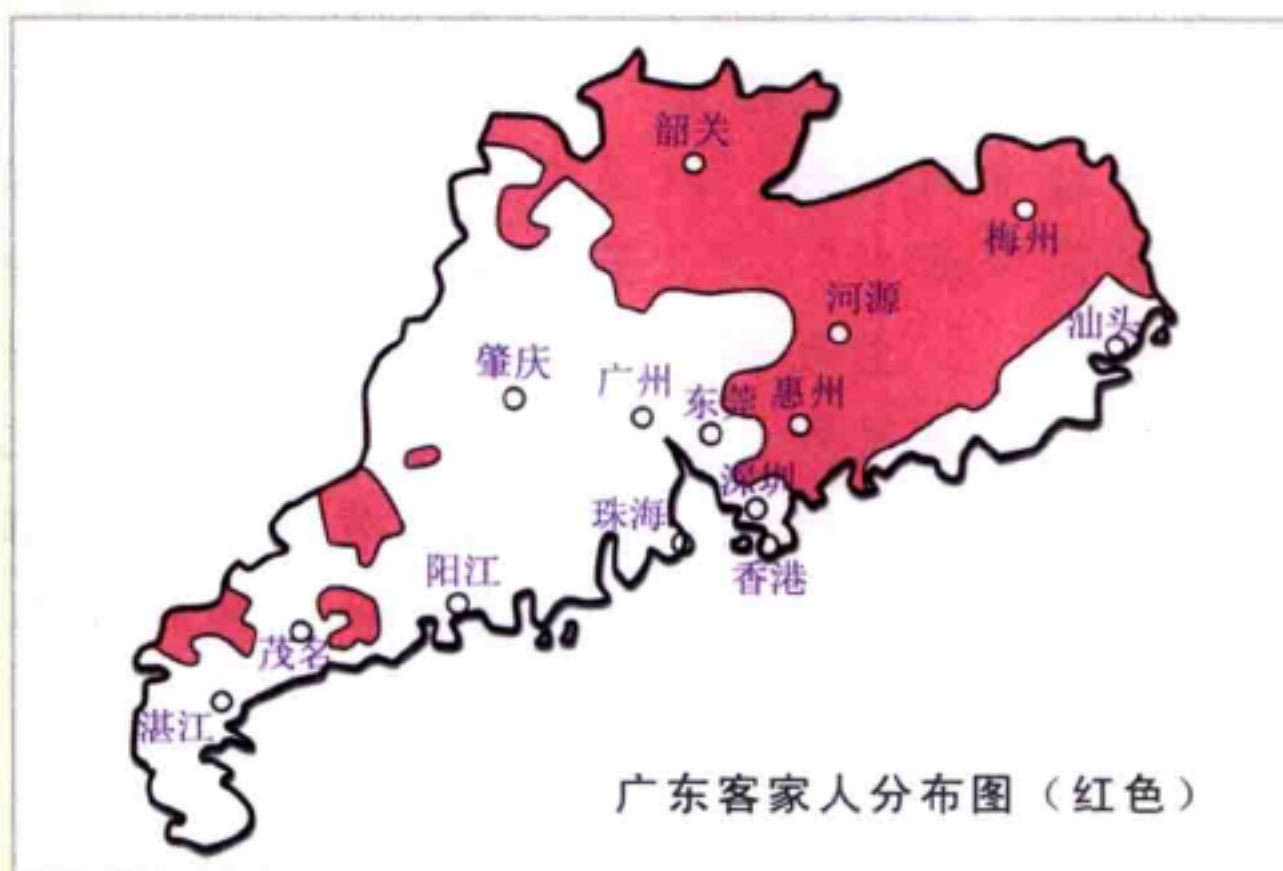 韶关
梅州
河源
汕头
肇庆
广州
东莞
惠州
深圳
珠海
香港
阳江
茂名
湛江
广东客家人分布图（红色）